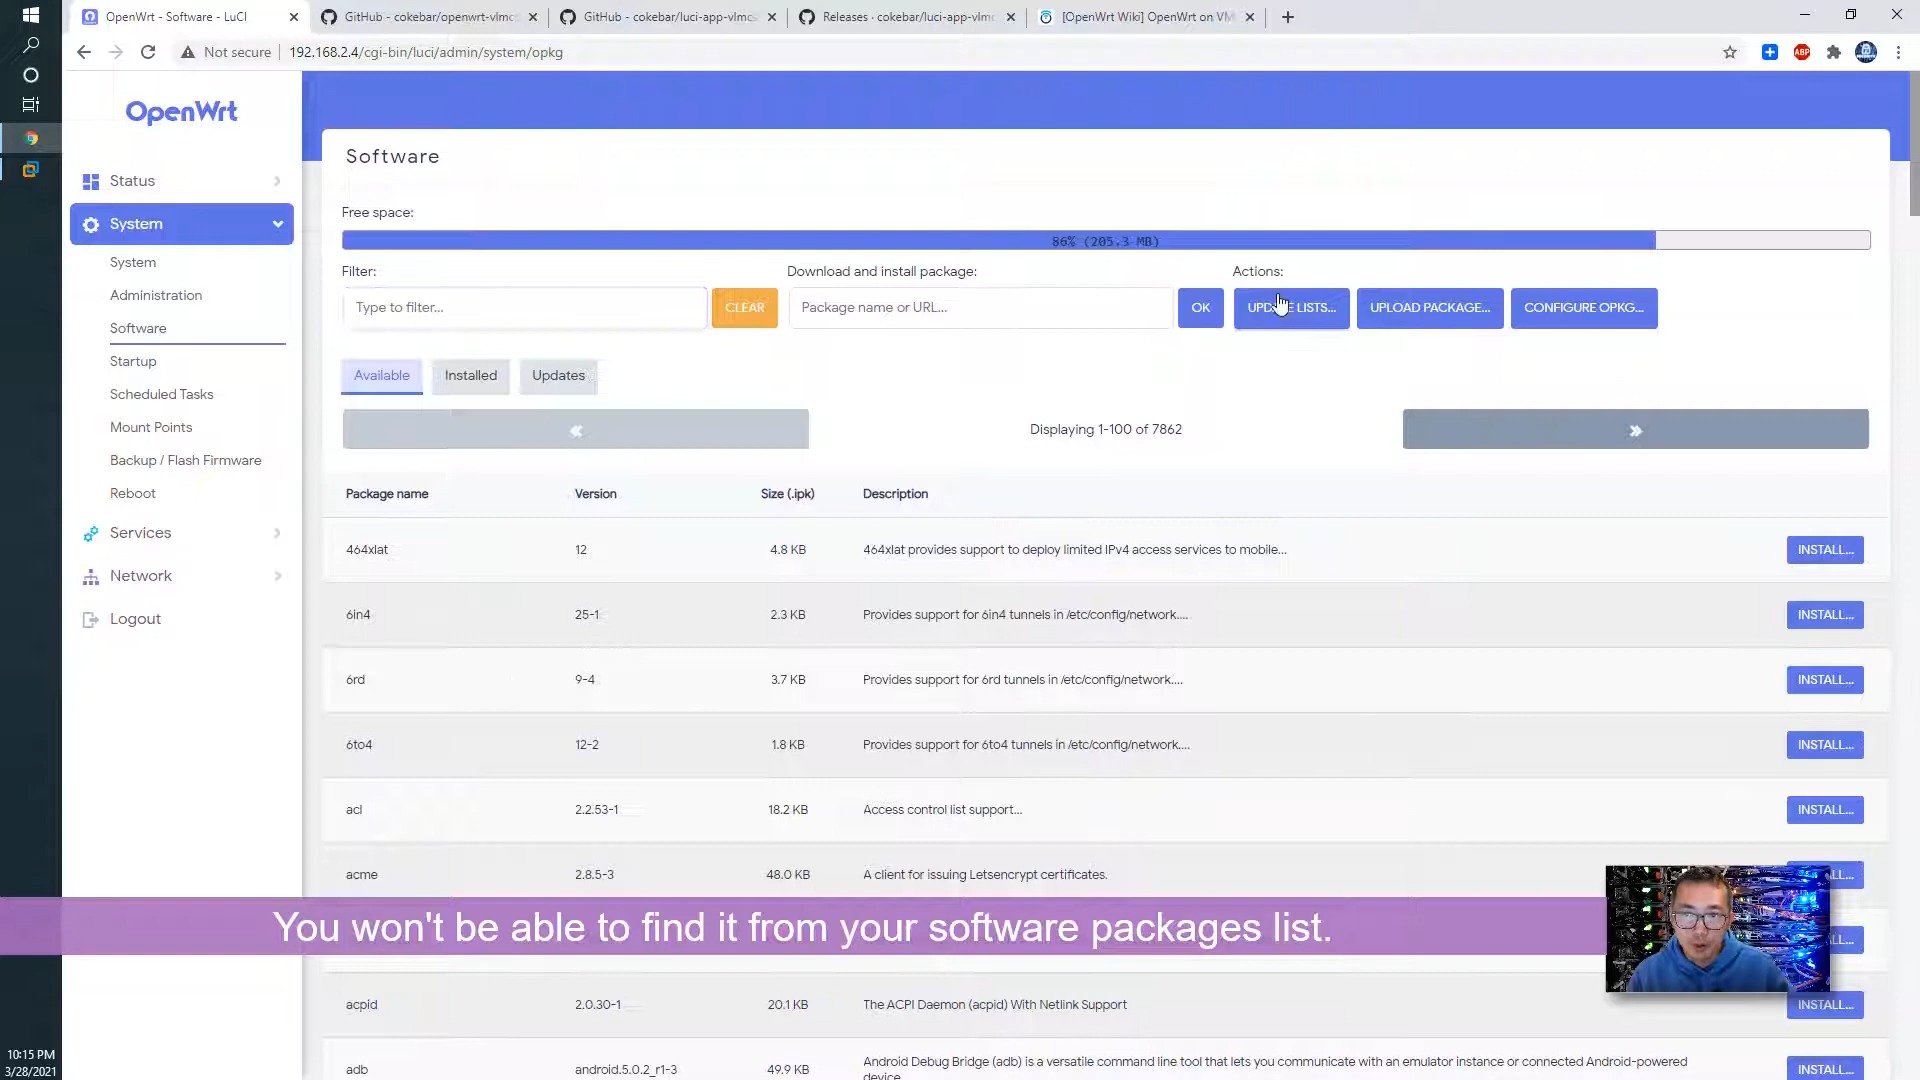 OpenWrt - Software - LuCI
GitHub - cokebar/openwrt-vlmc
GitHub - cokebar/luci-app-vlmcs
Releases · cokebar/luci-app-vlmc
[OpenWrt Wiki] OpenWrt on VM
Not secure
192.168.2.4/cgi-bin/luci/admin/system/opkg
ABP
OpenWrt
Status
System
System
Administration
Software
Startup
Scheduled Tasks
Mount Points
Backup / Flash Firmware
Reboot
Services
Network
Logout
Software
Free space:
86% (205.3 MB)
Filter:
Download and install package:
Actions:
Type to filter...
CLEAR
Package name or URL...
OK
LISTS...
UPLOAD PACKAGE...
CONFIGURE OPKG...
Available
Installed
Updates
«
Displaying 1-100 of 7862
»
Package name Version Size (.ipk) Description
464xlat 12 4.8 KB 464xlat provides support to deploy limited IPv4 access services to mobile... INSTALL...
6in4 25-1 2.3 KB Provides support for 6in4 tunnels in /etc/config/network.... INSTALL...
6rd 9-4 3.7 KB Provides support for 6rd tunnels in /etc/config/network.... INSTALL...
6to4 12-2 1.8 KB Provides support for 6to4 tunnels in /etc/config/network.... INSTALL...
acl 2.2.53-1 18.2 KB Access control list support... INSTALL...
acme 2.8.5-3 48.0 KB A client for issuing Letsencrypt certificates. LL...
You won't be able to find it from your software packages list.
LL...
acpid 2.0.30-1 20.1 KB The ACPI Daemon (acpid) With Netlink Support INSTALL...
adb android.5.0.2_r1-3 49.9 KB Android Debug Bridge (adb) is a versatile command line tool that lets you communicate with an emulator instance or connected Android-powered INSTALL...
device
10:15 PM
3/28/2021